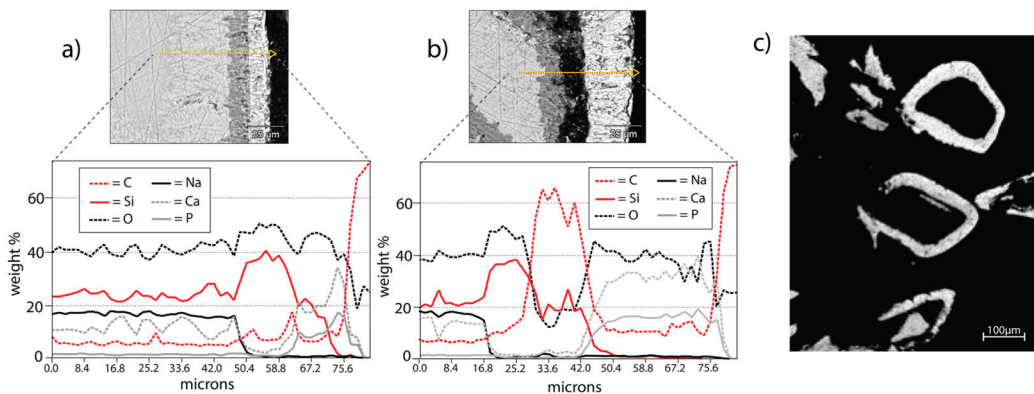 a)
25 µm
weight %
60
40
20
0
= C
= Na
= Si
= Ca
= O
= P
0.0 8.4 16.8 25.2 33.6 42.0 50.4 58.8 67.2 75.6
microns
b)
25 µm
weight %
60
40
20
0
= C
= Na
= Si
= Ca
= O
= P
0.0 8.4 16.8 25.2 33.6 42.0 50.4 58.8 67.2 75.6
microns
c)
100µm